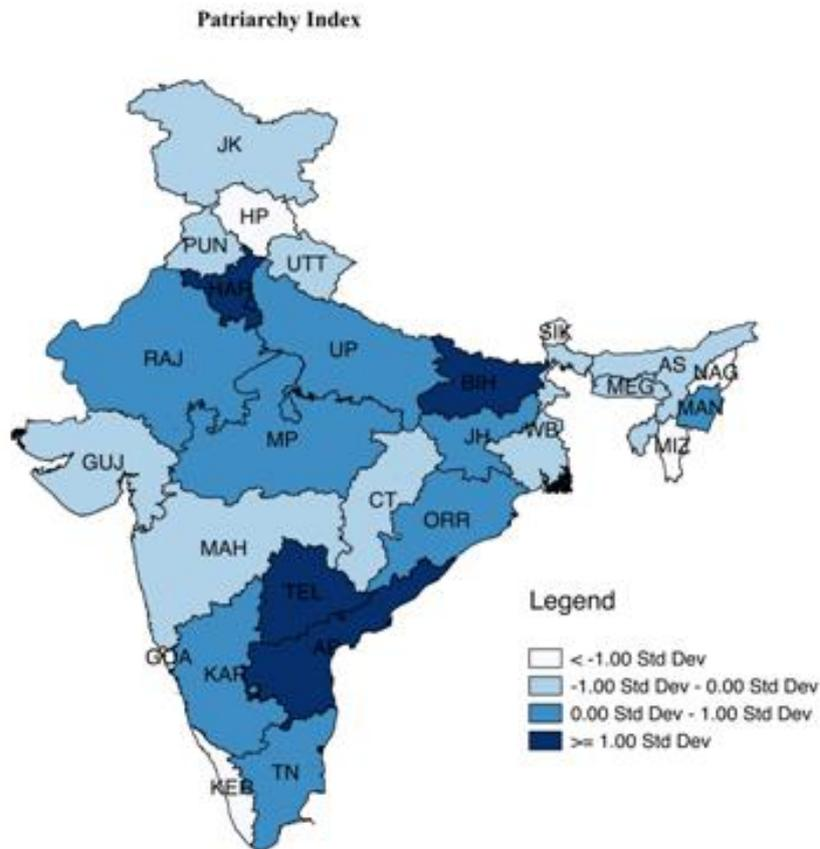 Patriarchy Index
JK
HP
PUN
UTT
HAR
RAJ
UP
SIK
AS
NAG
BIH
MEG
MAN
MP
JH
WB
MIZ
GUJ
CT
ORR
MAH
TEL
Legend
AP
GOA
KAR
< -1.00 Std Dev
-1.00 Std Dev - 0.00 Std Dev
0.00 Std Dev - 1.00 Std Dev
>= 1.00 Std Dev
TN
KER